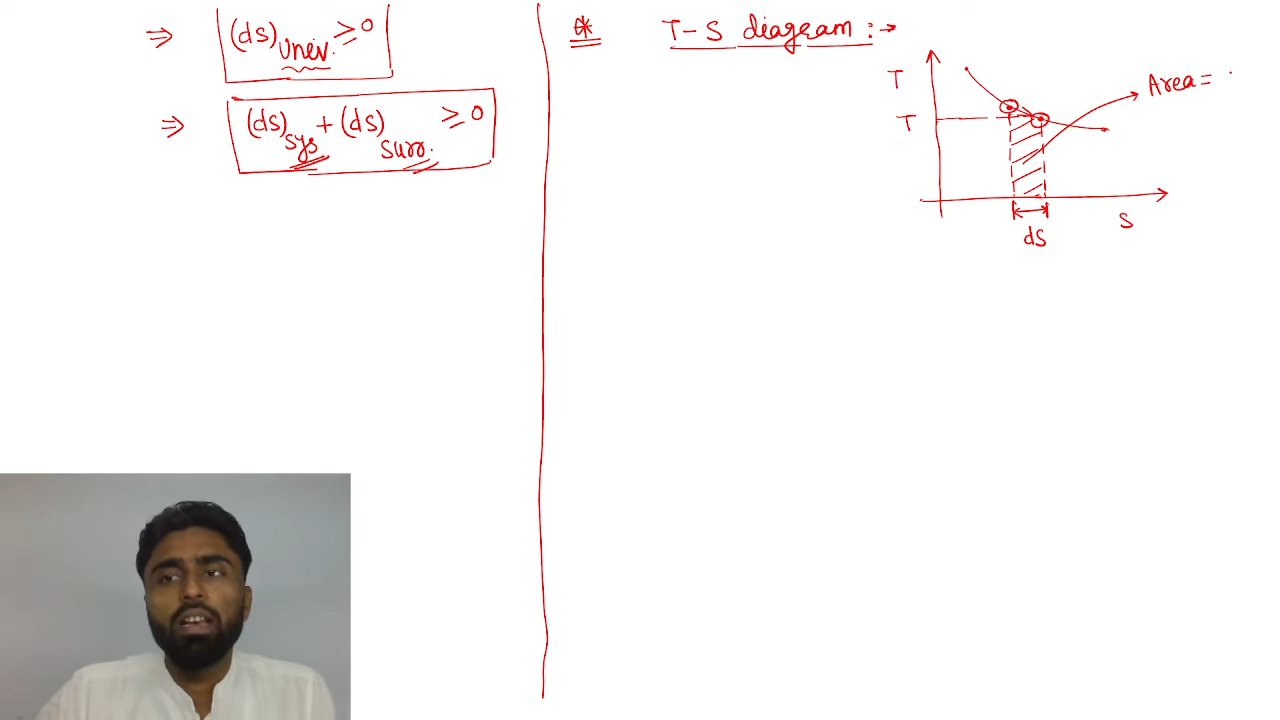 ⇒ (ds)univ. ≥ 0
⇒ (ds)sys + (ds)surr. ≥ 0
* T-S diagram :→
T
Area =
T
S
ds